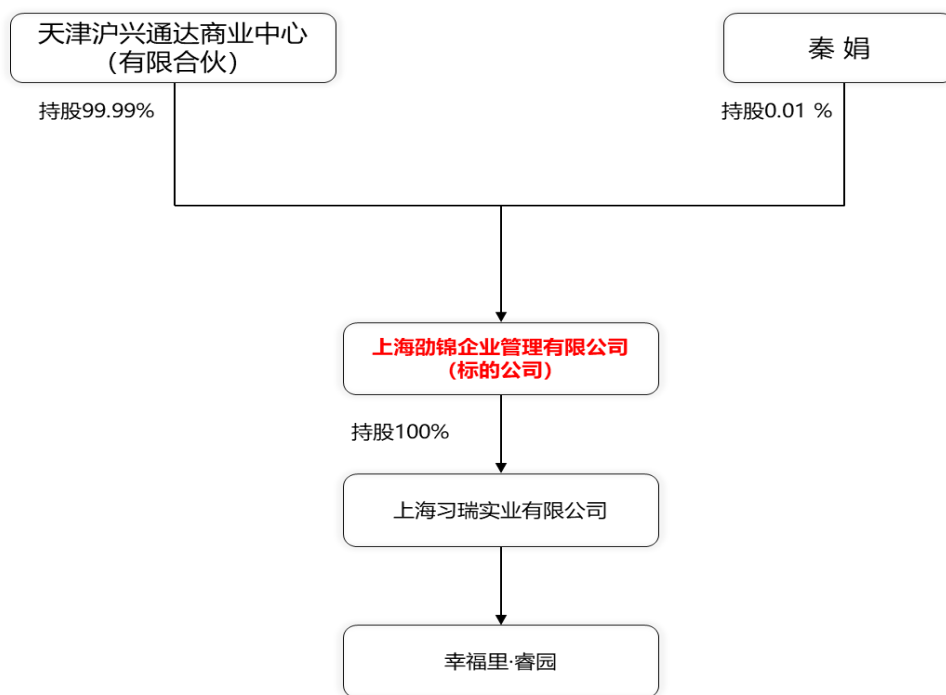 天津沪兴通达商业中心
（有限合伙）
秦 娟
持股99.99%
持股0.01 %
上海劭锦企业管理有限公司
（标的公司）
持股100%
上海习瑞实业有限公司
幸福里·睿园